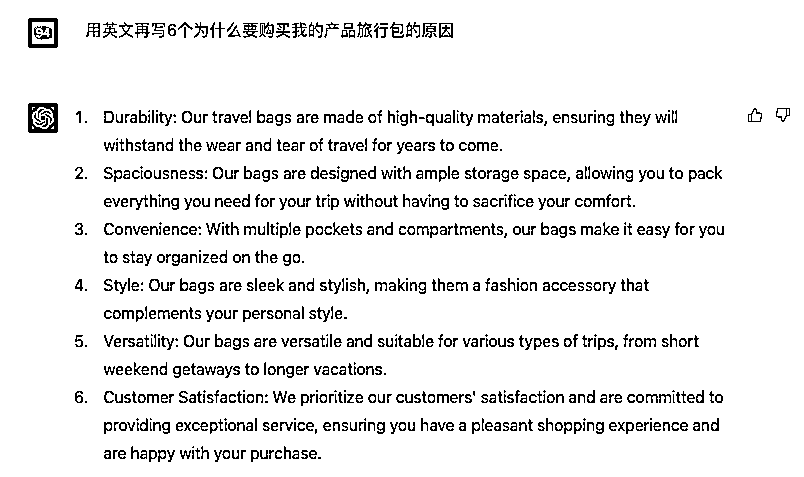 用英文再写6个为什么要购买我的产品旅行包的原因
1. Durability: Our travel bags are made of high-quality materials, ensuring they will
withstand the wear and tear of travel for years to come.
2. Spaciousness: Our bags are designed with ample storage space, allowing you to pack
everything you need for your trip without having to sacrifice your comfort.
3. Convenience: With multiple pockets and compartments, our bags make it easy for you
to stay organized on the go.
4. Style: Our bags are sleek and stylish, making them a fashion accessory that
complements your personal style.
5. Versatility: Our bags are versatile and suitable for various types of trips, from short
weekend getaways to longer vacations.
6. Customer Satisfaction: We prioritize our customers' satisfaction and are committed to
providing exceptional service, ensuring you have a pleasant shopping experience and
are happy with your purchase.